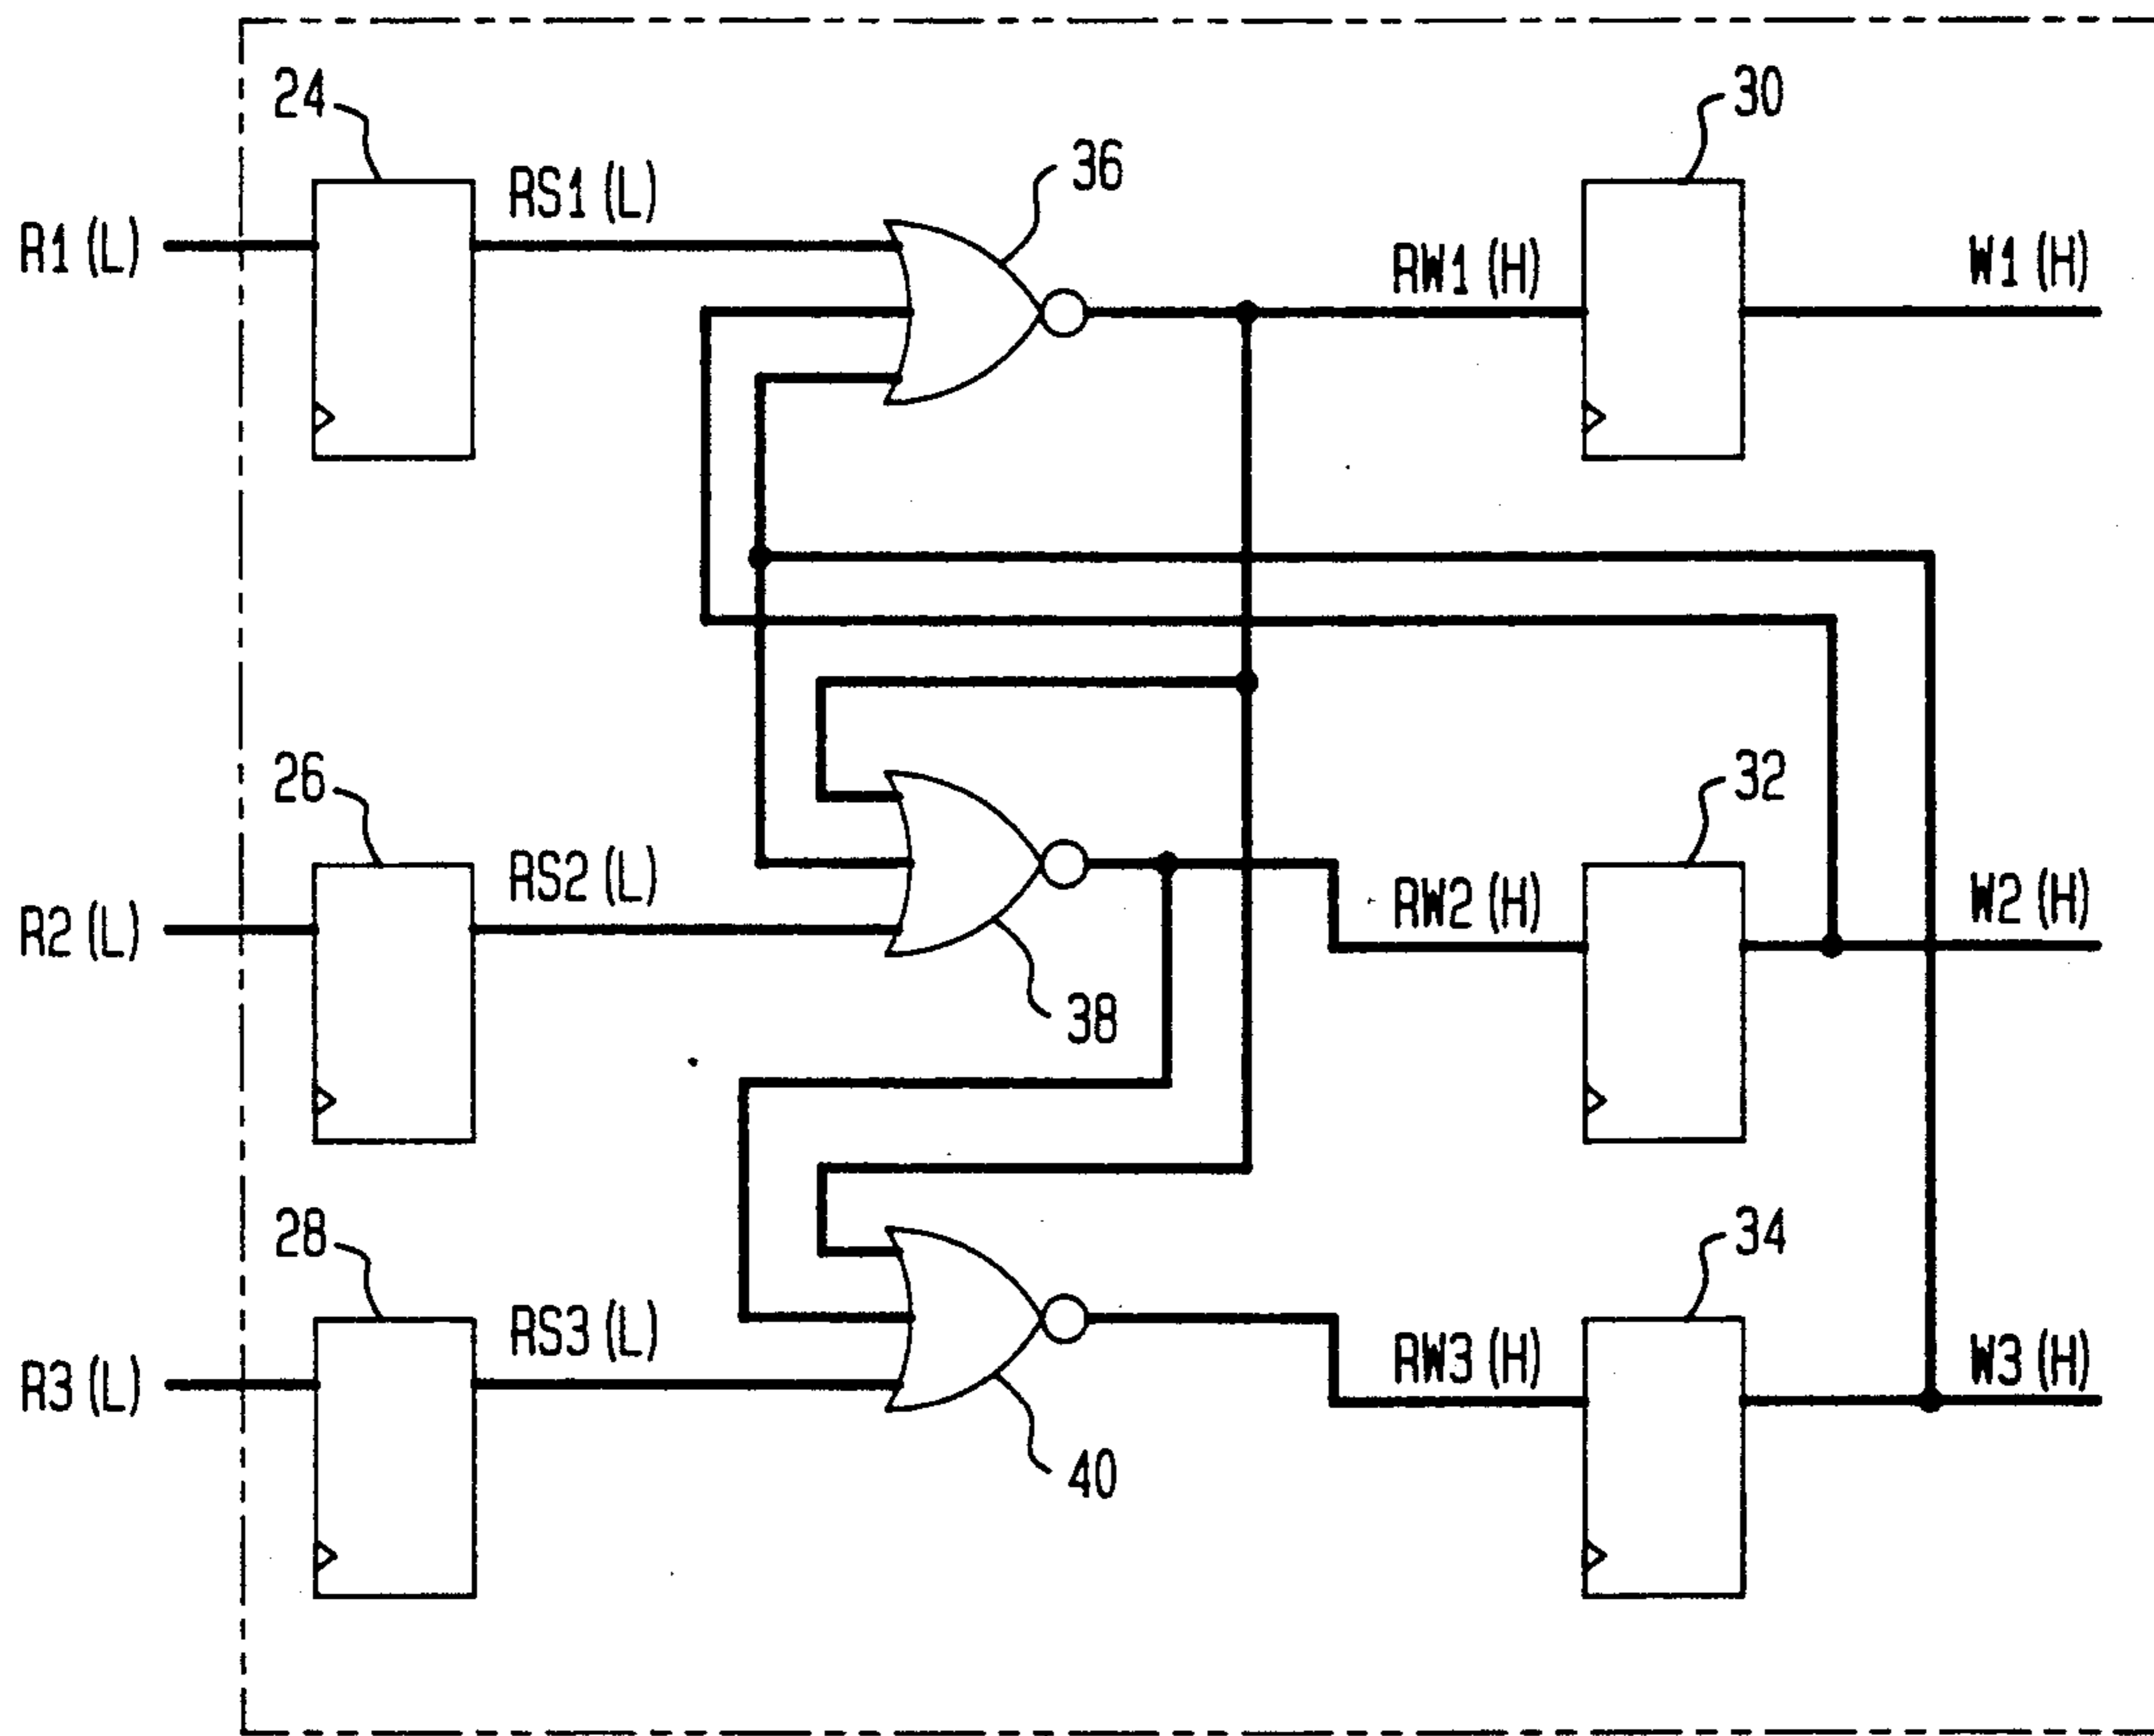 24
30
RS1 (L)
36
R1 (L)
RW1 (H)
W1 (H)
26
32
RS2 (L)
RW2 (H)
W2 (H)
R2 (L)
38
28
34
RS3 (L)
RW3 (H)
W3 (H)
R3 (L)
40